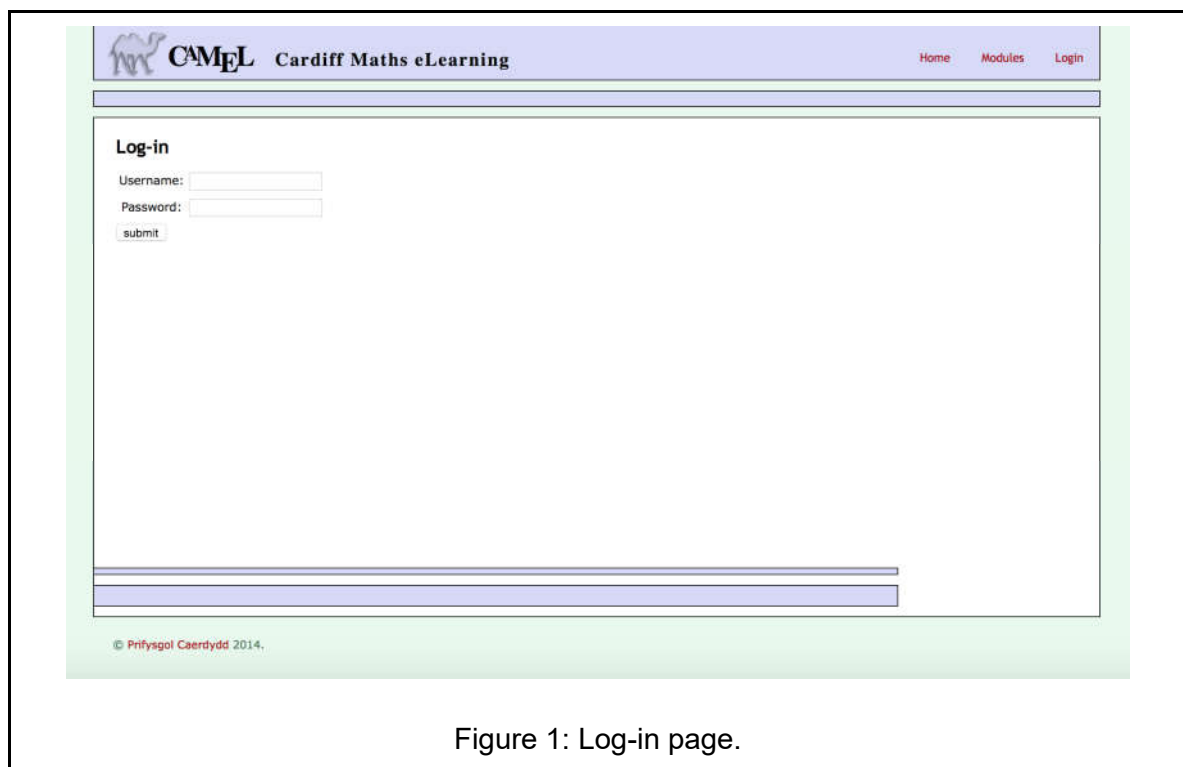 CAMEL Cardiff Maths eLearning Home Modules Login
Log-in
Username:
Password:
submit
© Prifysgol Caerdydd 2014.
Figure 1: Log-in page.